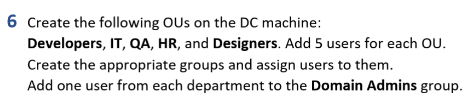 6 Create the following OUs on the DC machine:
Developers, IT, QA, HR, and Designers. Add 5 users for each OU.
Create the appropriate groups and assign users to them.
Add one user from each department to the Domain Admins group.